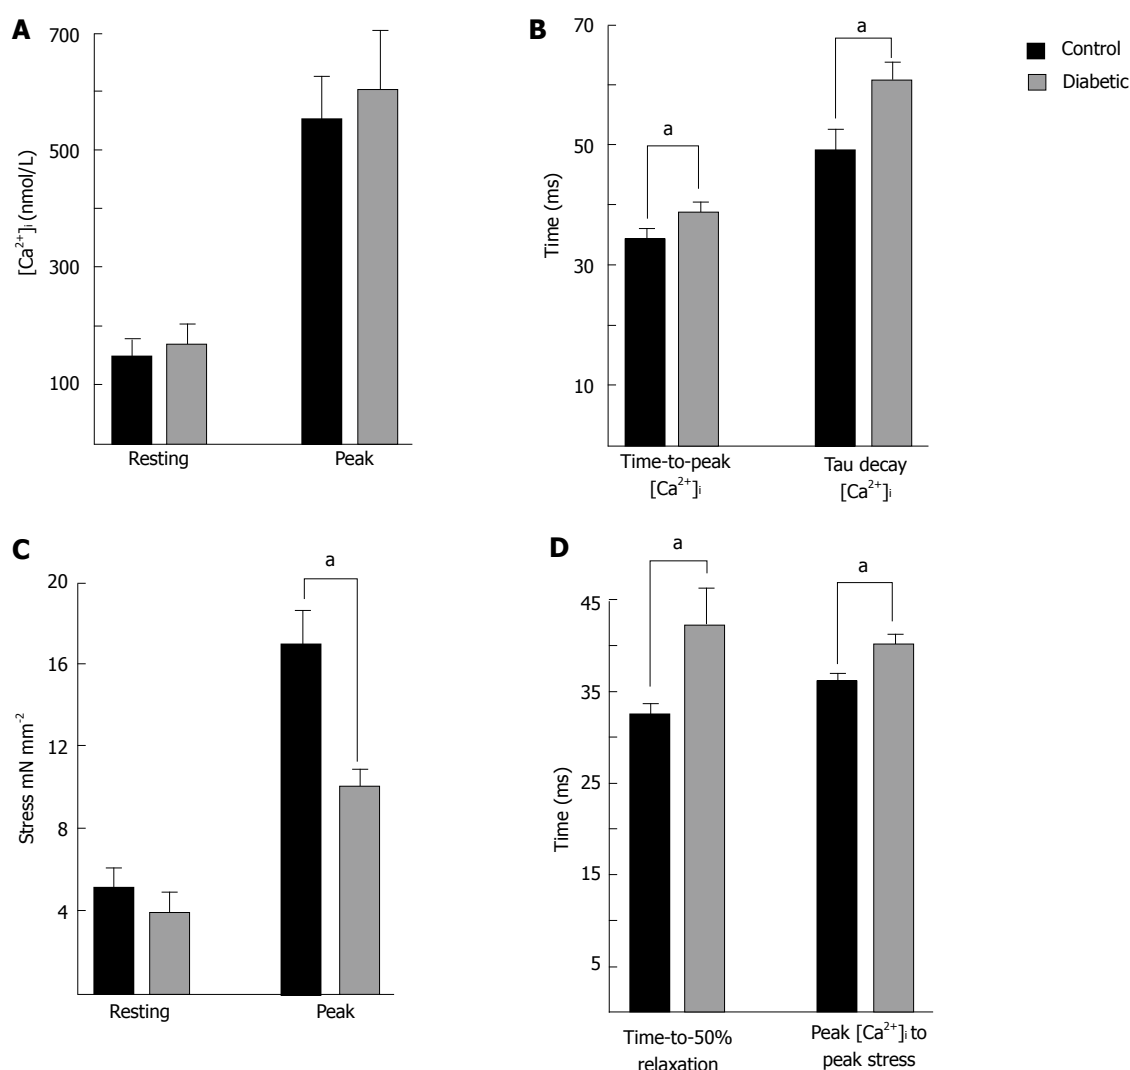 A
700
500
300
100
[Ca²⁺]i (nmol/L)
Resting
Peak
B
70
50
30
10
Time (ms)
a
a
Time-to-peak
[Ca²⁺]i
Tau decay
[Ca²⁺]i
Control
Diabetic
C
20
16
12
8
4
Stress mN mm⁻²
a
Resting
Peak
D
45
35
25
15
5
Time (ms)
a
a
Time-to-50%
relaxation
Peak [Ca²⁺]i to
peak stress